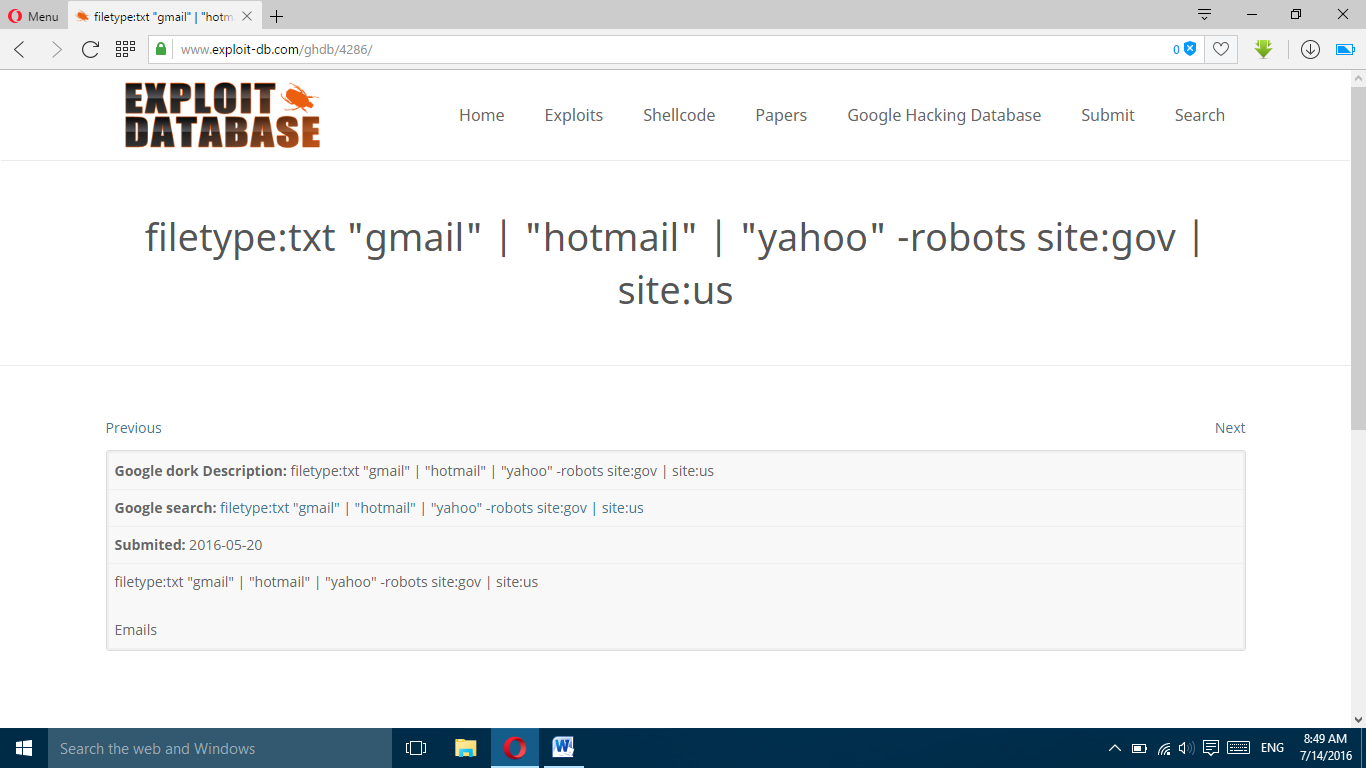 Menu
filetype:txt "gmail" | "hotm
www.exploit-db.com/ghdb/4286/
0
EXPLOIT
DATABASE
Home
Exploits
Shellcode
Papers
Google Hacking Database
Submit
Search
filetype:txt "gmail" | "hotmail" | "yahoo" -robots site:gov |
site:us
Previous
Next
Google dork Description: filetype:txt "gmail" | "hotmail" | "yahoo" -robots site:gov | site:us
Google search: filetype:txt "gmail" | "hotmail" | "yahoo" -robots site:gov | site:us
Submited: 2016-05-20
filetype:txt "gmail" | "hotmail" | "yahoo" -robots site:gov | site:us
Emails
Search the web and Windows
W
ENG
8:49 AM
7/14/2016